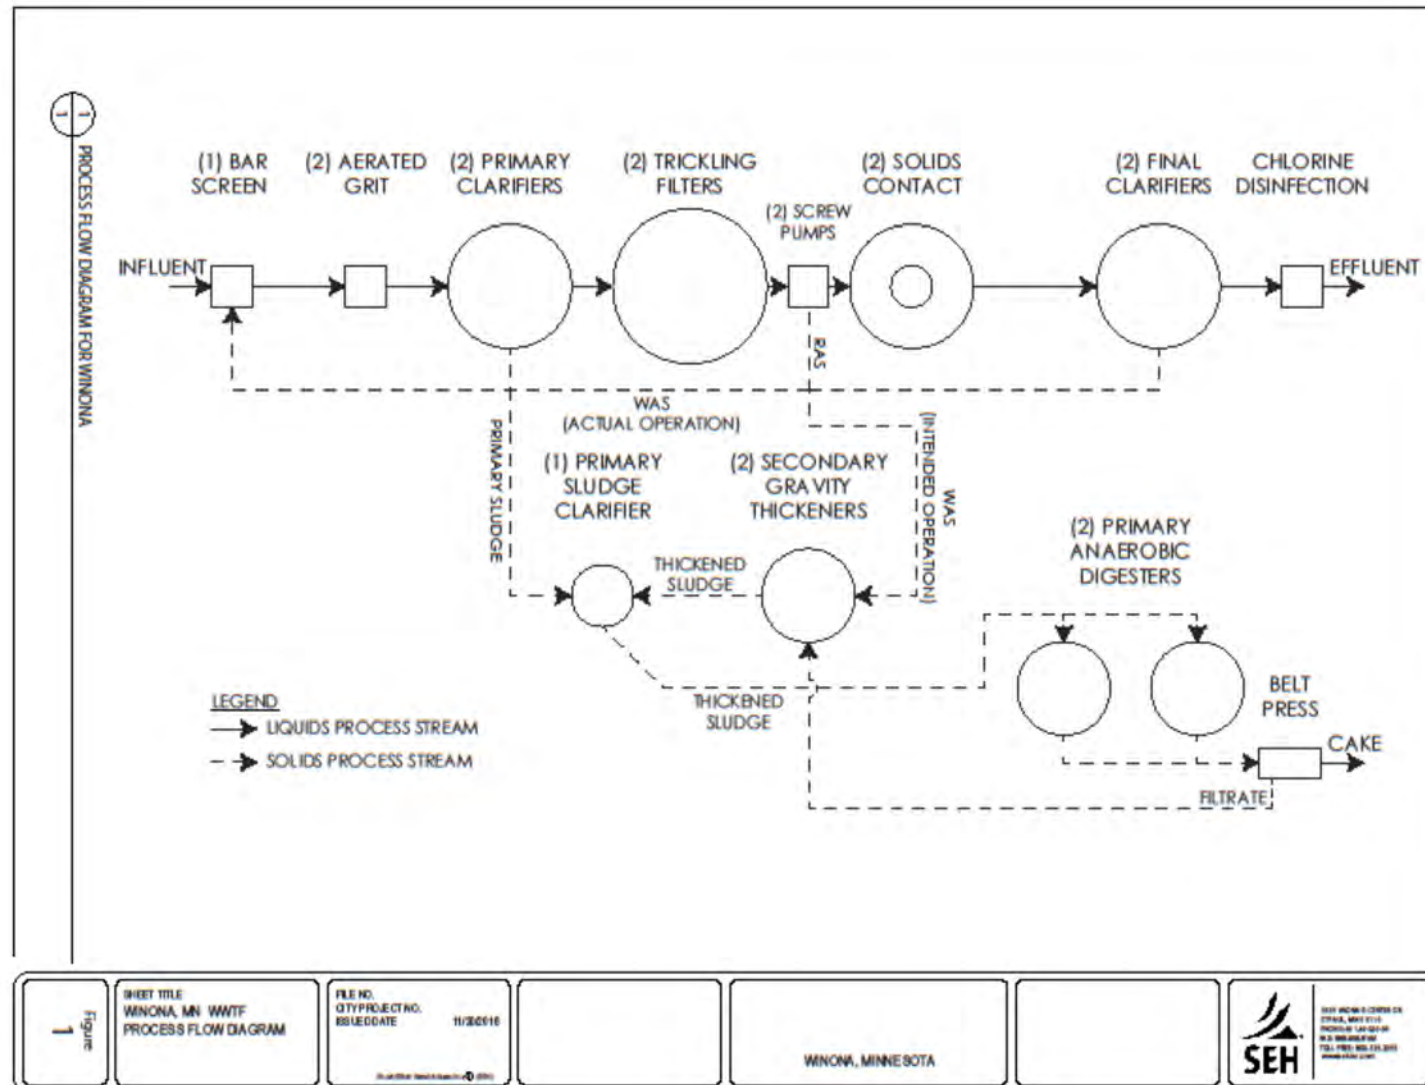 1
1
PROCESS FLOW DIAGRAM FOR WINONA
(1) BAR
SCREEN
(2) AERATED
GRIT
(2) PRIMARY
CLARIFIERS
(2) TRICKLING
FILTERS
(2) SCREW
PUMPS
(2) SOLIDS
CONTACT
(2) FINAL
CLARIFIERS
CHLORINE
DISINFECTION
INFLUENT
EFFLUENT
RAS
WAS
(ACTUAL OPERATION)
PRIMARY SLUDGE
(1) PRIMARY
SLUDGE
CLARIFIER
(2) SECONDARY
GRAVITY
THICKENERS
WAS
(INTENDED OPERATION)
(2) PRIMARY
ANAEROBIC
DIGESTERS
THICKENED
SLUDGE
THICKENED
SLUDGE
BELT
PRESS
CAKE
FILTRATE
LEGEND
LIQUIDS PROCESS STREAM
SOLIDS PROCESS STREAM
Figure
1
SHEET TITLE
WINONA, MN WWTF
PROCESS FLOW DIAGRAM
FILE NO.
CITY PROJECT NO.
ISSUED DATE
WINONA, MINNESOTA
SEH